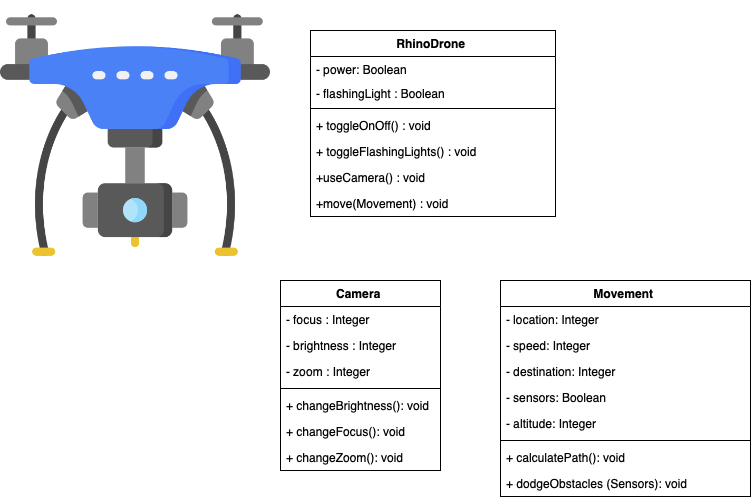 RhinoDrone
- power: Boolean
- flashingLight : Boolean
+ toggleOnOff() : void
+ toggleFlashingLights() : void
+useCamera() : void
+move(Movement) : void
Camera
- focus : Integer
- brightness : Integer
- zoom : Integer
+ changeBrightness(): void
+ changeFocus(): void
+ changeZoom(): void
Movement
- location: Integer
- speed: Integer
- destination: Integer
- sensors: Boolean
- altitude: Integer
+ calculatePath(): void
+ dodgeObstacles (Sensors): void